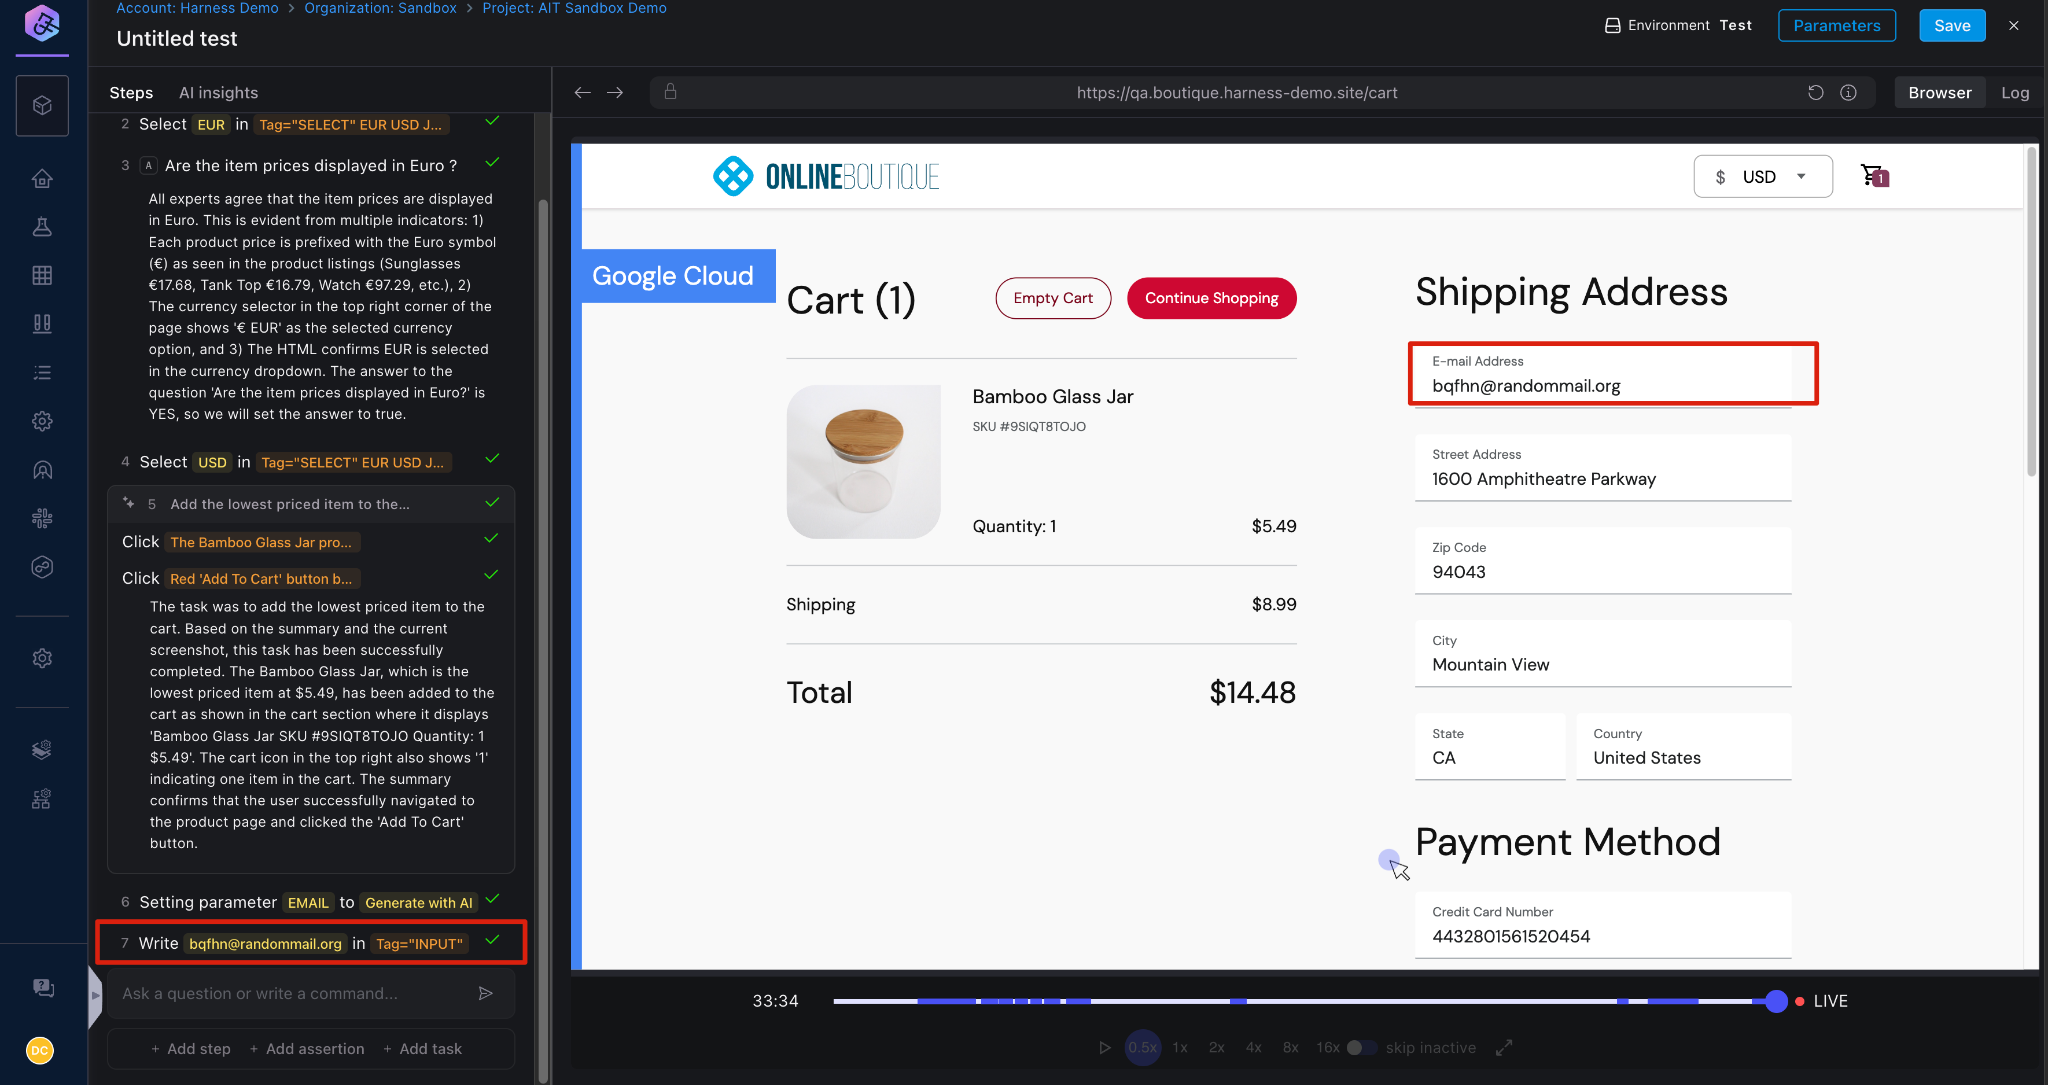 Account: Harness Demo > Organization: Sandbox > Project: AIT Sandbox Demo
Untitled test
Environment Test
Parameters
Save
Steps
AI insights
2 Select EUR in Tag="SELECT" EUR USD J...
3 A Are the item prices displayed in Euro ?
All experts agree that the item prices are displayed
in Euro. This is evident from multiple indicators: 1)
Each product price is prefixed with the Euro symbol
(€) as seen in the product listings (Sunglasses
€17.68, Tank Top €16.79, Watch €97.29, etc.), 2)
The currency selector in the top right corner of the
page shows '€ EUR' as the selected currency
option, and 3) The HTML confirms EUR is selected
in the currency dropdown. The answer to the
question 'Are the item prices displayed in Euro?' is
YES, so we will set the answer to true.
4 Select USD in Tag="SELECT" EUR USD J...
5 Add the lowest priced item to the...
Click The Bamboo Glass Jar pro...
Click Red 'Add To Cart' button b...
The task was to add the lowest priced item to the
cart. Based on the summary and the current
screenshot, this task has been successfully
completed. The Bamboo Glass Jar, which is the
lowest priced item at $5.49, has been added to the
cart as shown in the cart section where it displays
'Bamboo Glass Jar SKU #9SIQT8TOJO Quantity: 1
$5.49'. The cart icon in the top right also shows '1'
indicating one item in the cart. The summary
confirms that the user successfully navigated to
the product page and clicked the 'Add To Cart'
button.
6 Setting parameter EMAIL to Generate with AI
7 Write bqfhn@randommail.org in Tag="INPUT"
Ask a question or write a command...
+ Add step + Add assertion + Add task
DC
https://qa.boutique.harness-demo.site/cart
Browser
Log
ONLINEBOUTIQUE
$ USD
1
Google Cloud
Cart (1)
Empty Cart
Continue Shopping
Bamboo Glass Jar
SKU #9SIQT8TOJO
Quantity: 1
$5.49
Shipping
$8.99
Total
$14.48
Shipping Address
E-mail Address
bqfhn@randommail.org
Street Address
1600 Amphitheatre Parkway
Zip Code
94043
City
Mountain View
State
CA
Country
United States
Payment Method
Credit Card Number
4432801561520454
33:34
LIVE
0.5x 1x 2x 4x 8x 16x skip inactive